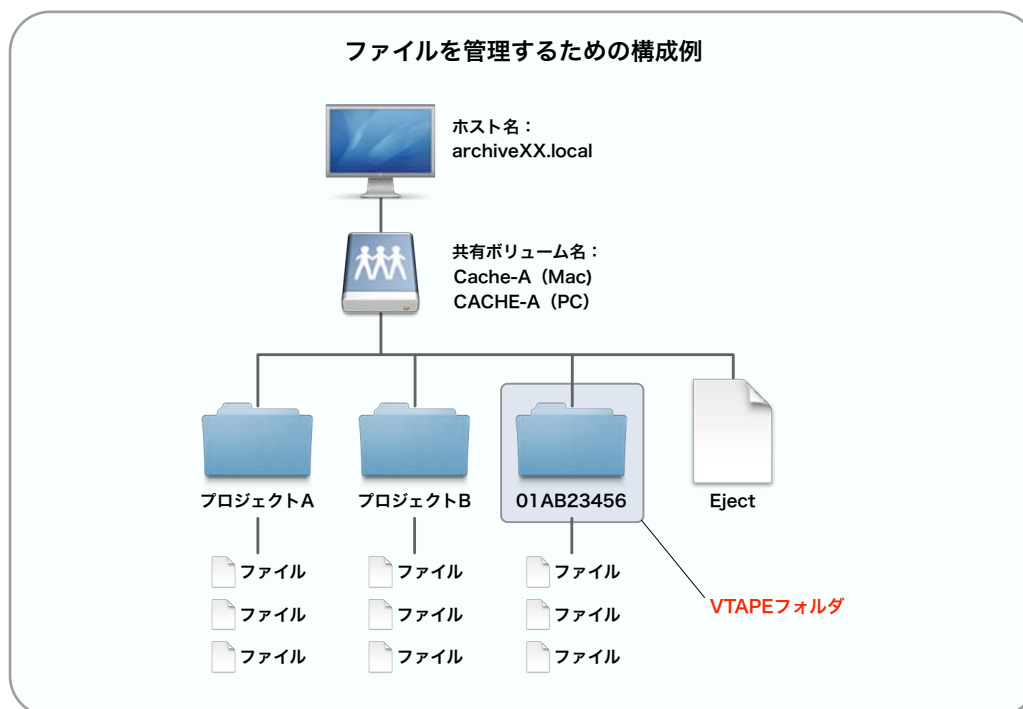 ファイルを管理するための構成例
ホスト名：
archiveXX.local
共有ボリューム名：
Cache-A（Mac)
CACHE-A（PC）
プロジェクトA
プロジェクトB
01AB23456
Eject
ファイル
ファイル
ファイル
ファイル
ファイル
ファイル
VTAPEフォルダ
ファイル
ファイル
ファイル